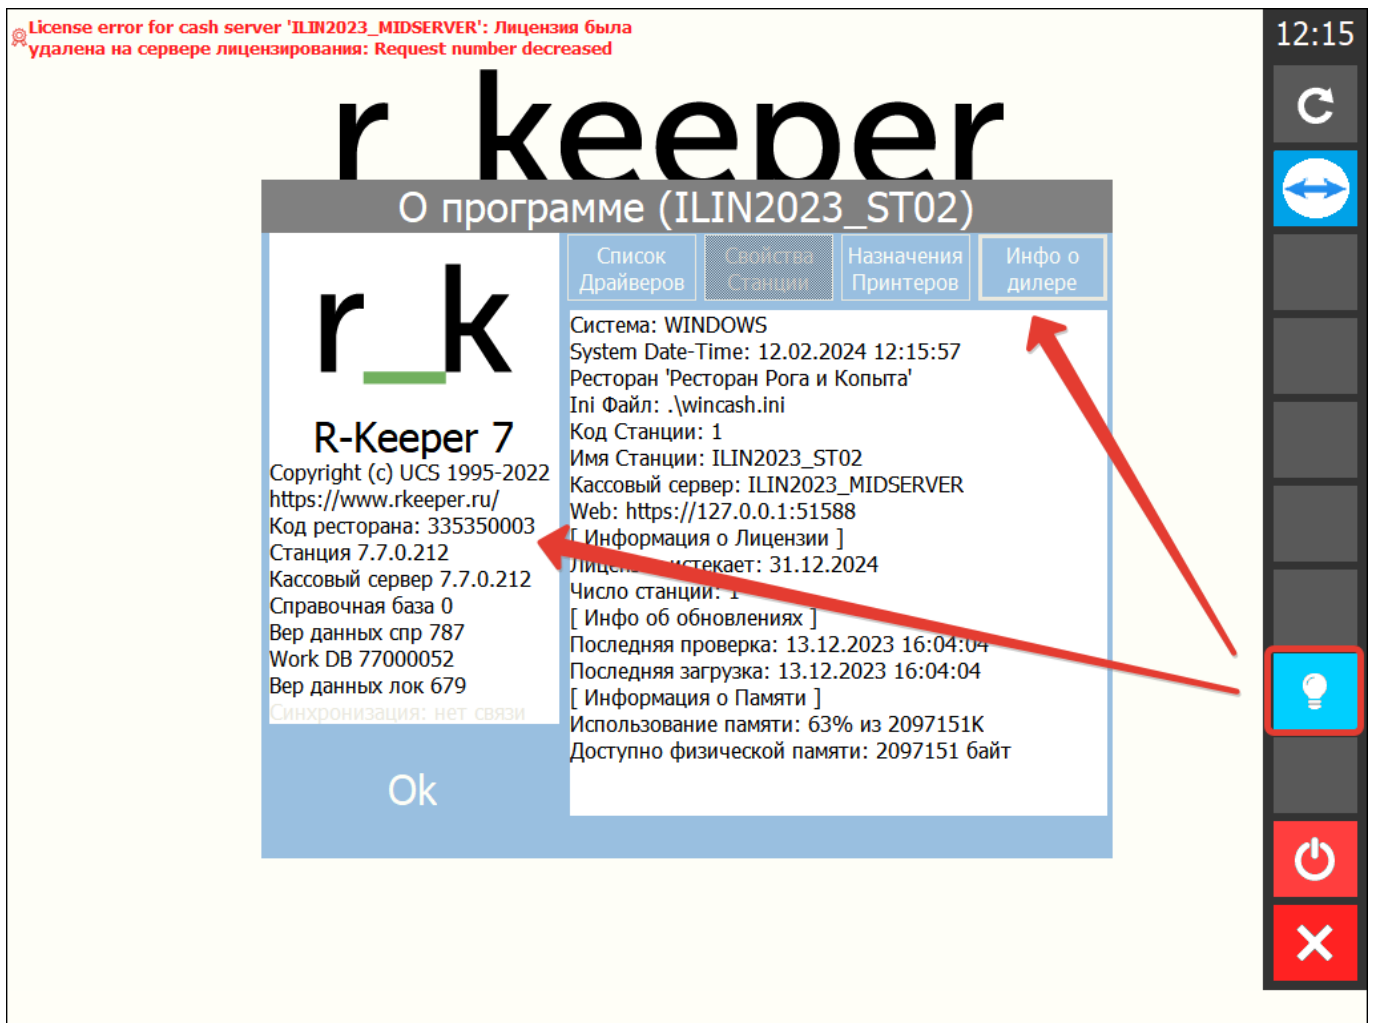 License error for cash server 'ILIN2023_MIDSERVER': Лицензия была
удалена на сервере лицензирования: Request number decreased
12:15
r_keeper
О программе (ILIN2023_ST02)
Список Драйверов
Свойства Станции
Назначения Принтеров
Инфо о дилере
r_k
R-Keeper 7
Copyright (c) UCS 1995-2022
https://www.rkeeper.ru/
Код ресторана: 335350003
Станция 7.7.0.212
Кассовый сервер 7.7.0.212
Справочная база 0
Вер данных спр 787
Work DB 77000052
Вер данных лок 679
Синхронизация: нет связи
Ok
Система: WINDOWS
System Date-Time: 12.02.2024 12:15:57
Ресторан 'Ресторан Рога и Копыта'
Ini Файл: .\wincash.ini
Код Станции: 1
Имя Станции: ILIN2023_ST02
Кассовый сервер: ILIN2023_MIDSERVER
Web: https://127.0.0.1:51588
[ Информация о Лицензии ]
Лицензия истекает: 31.12.2024
Число станций: 1
[ Инфо об обновлениях ]
Последняя проверка: 13.12.2023 16:04:04
Последняя загрузка: 13.12.2023 16:04:04
[ Информация о Памяти ]
Использование памяти: 63% из 2097151K
Доступно физической памяти: 2097151 байт